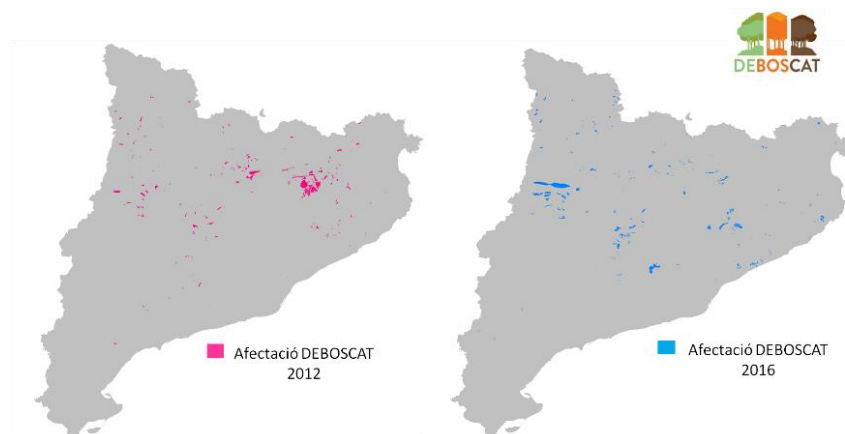 DEBOSCAT
Afectació DEBOSCAT
2012
Afectació DEBOSCAT
2016